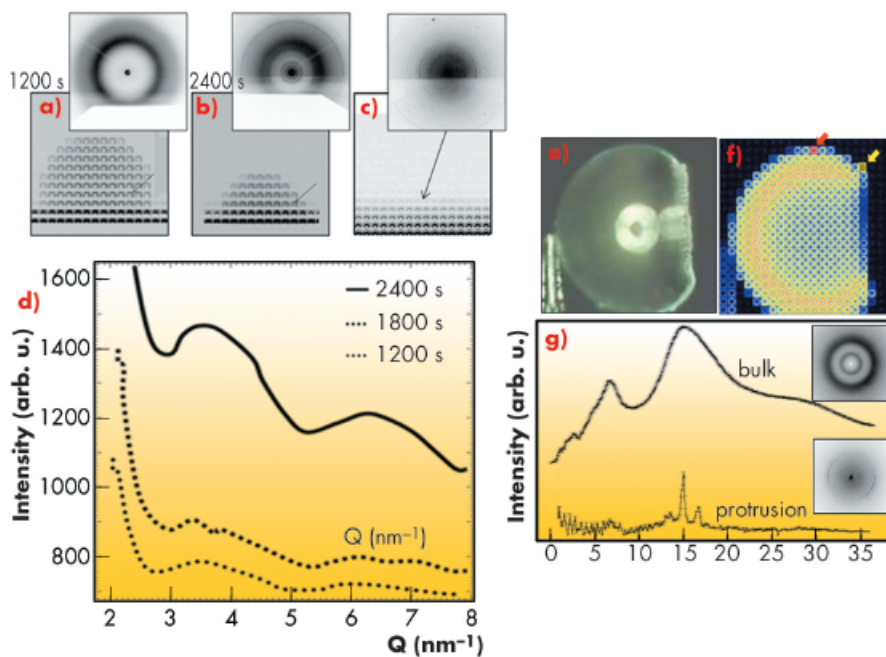 1200 s
2400 s
a)
b)
c)
e)
f)
d)
1600
1400
1200
1000
800
Intensity (arb. u.)
2400 s
1800 s
1200 s
Q (nm⁻¹)
2 3 4 5 6 7 8
Q (nm⁻¹)
g)
Intensity (arb. u.)
bulk
protrusion
0 5 10 15 20 25 30 35